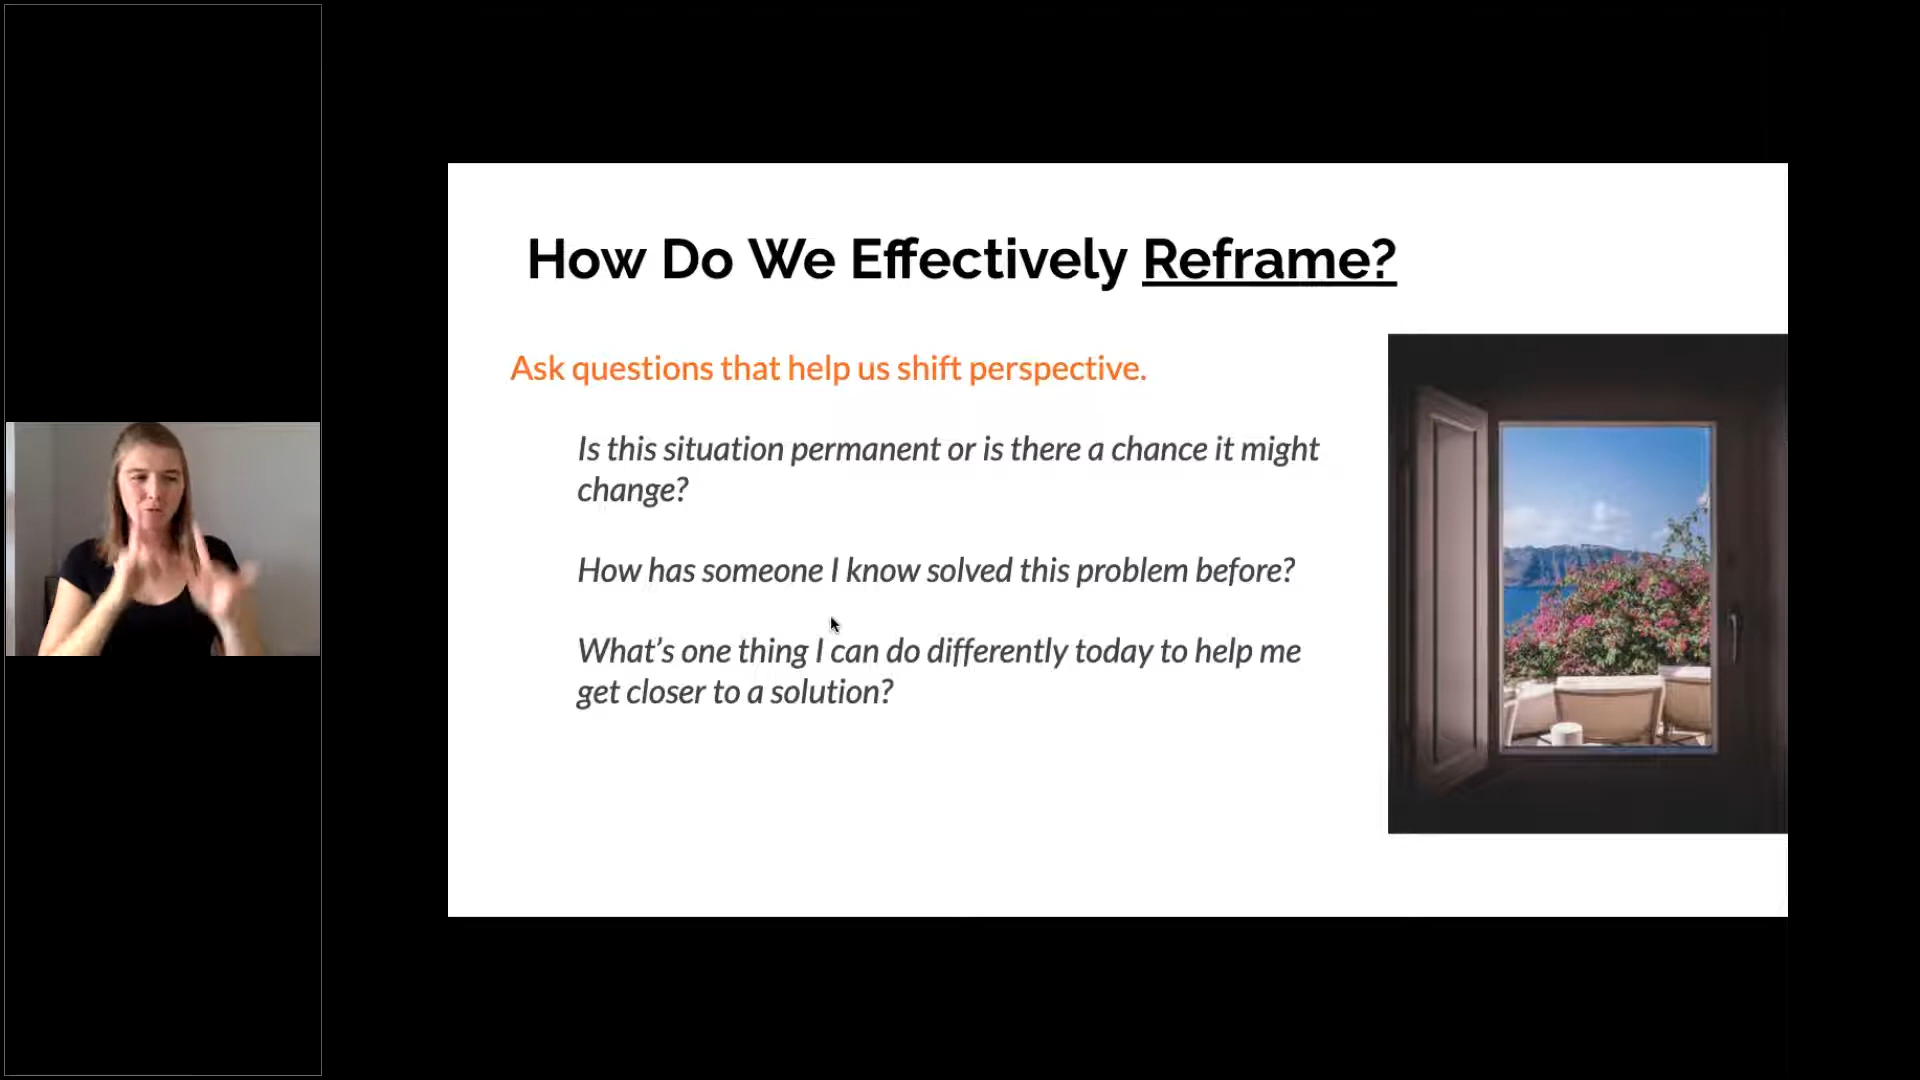 How Do We Effectively Reframe?
Ask questions that help us shift perspective.
Is this situation permanent or is there a chance it might
change?
How has someone I know solved this problem before?
What's one thing I can do differently today to help me
get closer to a solution?